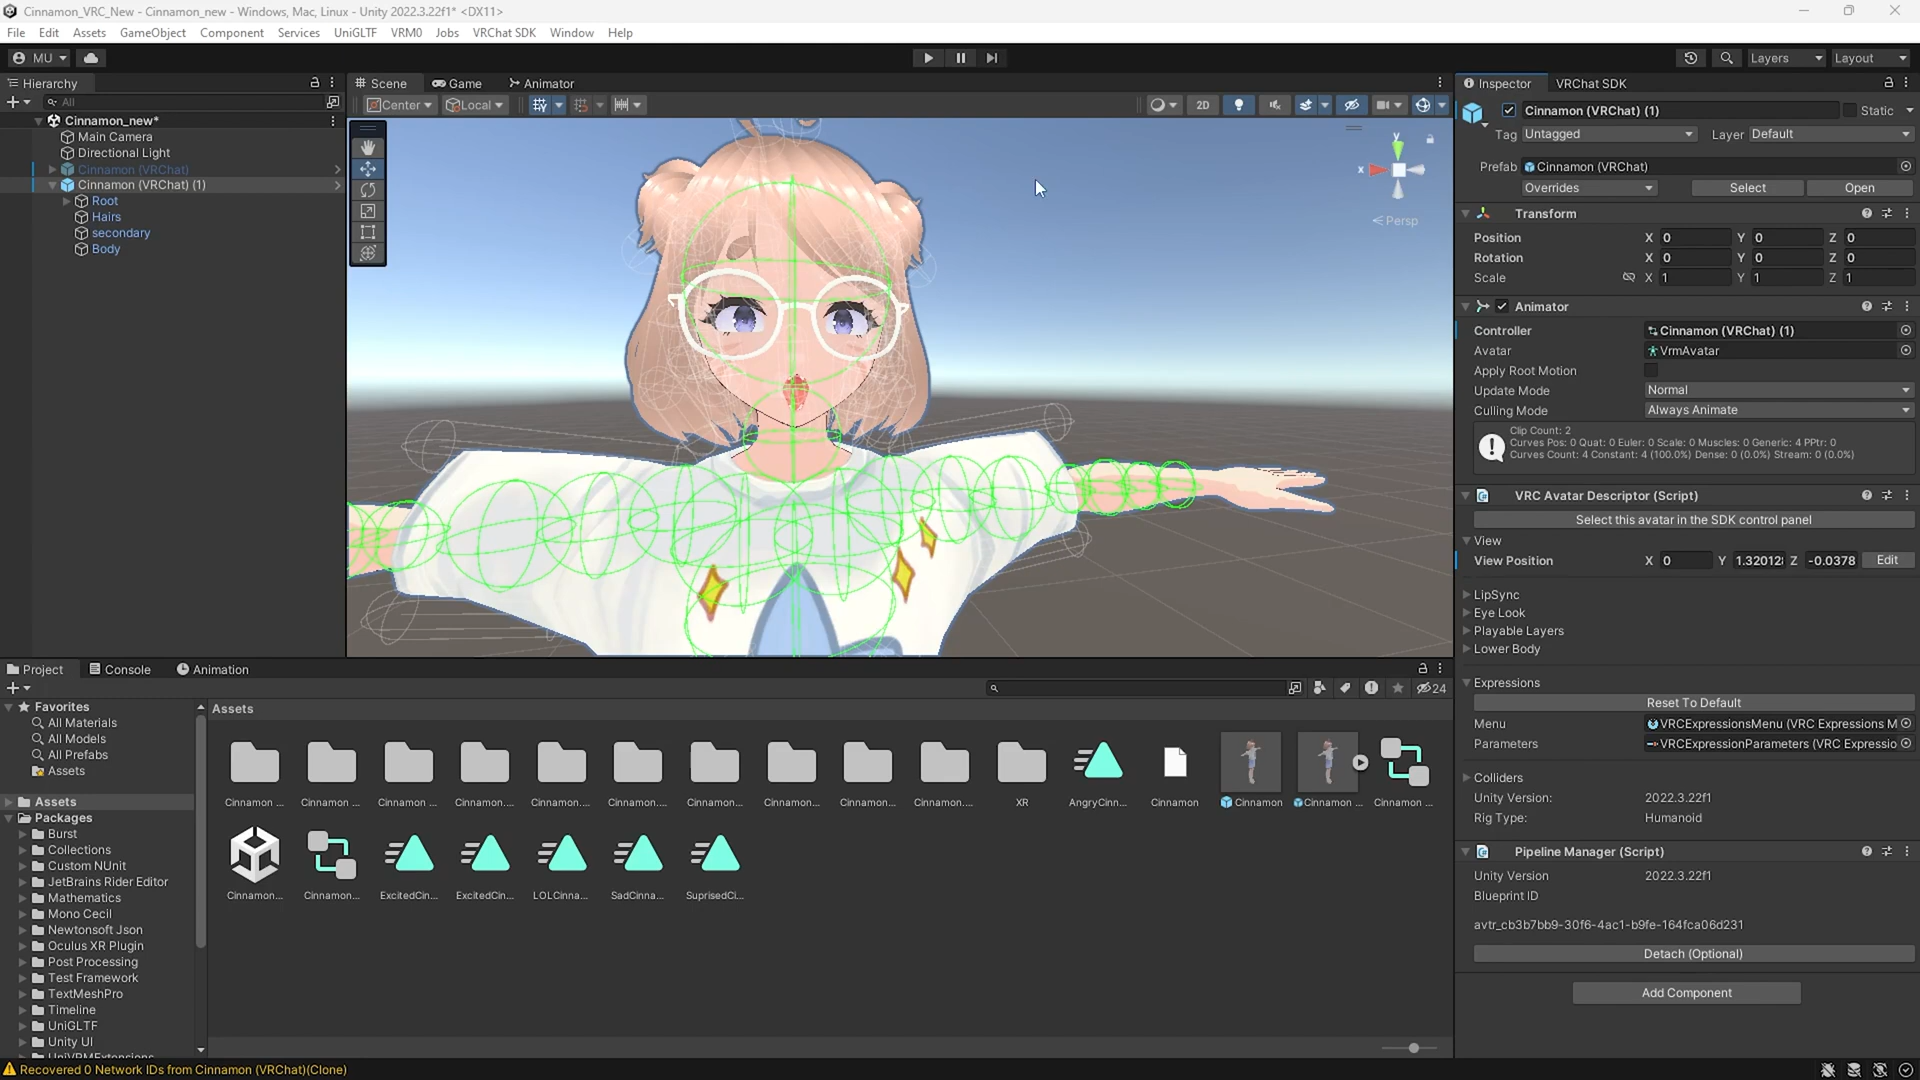 Cinnamon_VRC_New - Cinnamon_new - Windows, Mac, Linux - Unity 2022.3.22f1* <DX11>
File Edit Assets GameObject Component Services UniGLTF VRM0 Jobs VRChat SDK Window Help
MU Layers Layout
Hierarchy
All
Cinnamon_new*
Main Camera
Directional Light
Cinnamon (VRChat)
Cinnamon (VRChat) (1)
Root
Hairs
secondary
Body
Scene Game Animator
Center Local 2D
y
x
Persp
Inspector VRChat SDK
Cinnamon (VRChat) (1) Static
Tag Untagged Layer Default
Prefab Cinnamon (VRChat)
Overrides Select Open
Transform
Position X 0 Y 0 Z 0
Rotation X 0 Y 0 Z 0
Scale X 1 Y 1 Z 1
Animator
Controller Cinnamon (VRChat) (1)
Avatar VrmAvatar
Apply Root Motion
Update Mode Normal
Culling Mode Always Animate
Clip Count: 2
Curves Pos: 0 Quat: 0 Euler: 0 Scale: 0 Muscles: 0 Generic: 4 PPtr: 0
Curves Count: 4 Constant: 4 (100.0%) Dense: 0 (0.0%) Stream: 0 (0.0%)
VRC Avatar Descriptor (Script)
Select this avatar in the SDK control panel
View
View Position X 0 Y 1.32012 Z -0.0378 Edit
LipSync
Eye Look
Playable Layers
Lower Body
Expressions
Reset To Default
Menu VRCExpressionsMenu (VRC Expressions M
Parameters VRCExpressionParameters (VRC Expressio
Colliders
Unity Version: 2022.3.22f1
Rig Type: Humanoid
Pipeline Manager (Script)
Unity Version 2022.3.22f1
Blueprint ID
avtr_cb3b7bb9-30f6-4ac1-b9fe-164fca06d231
Detach (Optional)
Add Component
Project Console Animation
24
Favorites
All Materials
All Models
All Prefabs
Assets
Assets
Packages
Burst
Collections
Custom NUnit
JetBrains Rider Editor
Mathematics
Mono Cecil
Newtonsoft Json
Oculus XR Plugin
Post Processing
Test Framework
TextMeshPro
Timeline
UniGLTF
Unity UI
UniVRMExtensions
Assets
Cinnamon ... Cinnamon ... Cinnamon ... Cinnamon.... Cinnamon.... Cinnamon.... Cinnamon... Cinnamon... Cinnamon... Cinnamon.... XR AngryCinn... Cinnamon Cinnamon Cinnamon ... Cinnamon ...
Cinnamon... Cinnamon... ExcitedCin... ExcitedCin... LOLCinna... SadCinna... SuprisedCi...
Recovered 0 Network IDs from Cinnamon (VRChat)(Clone)